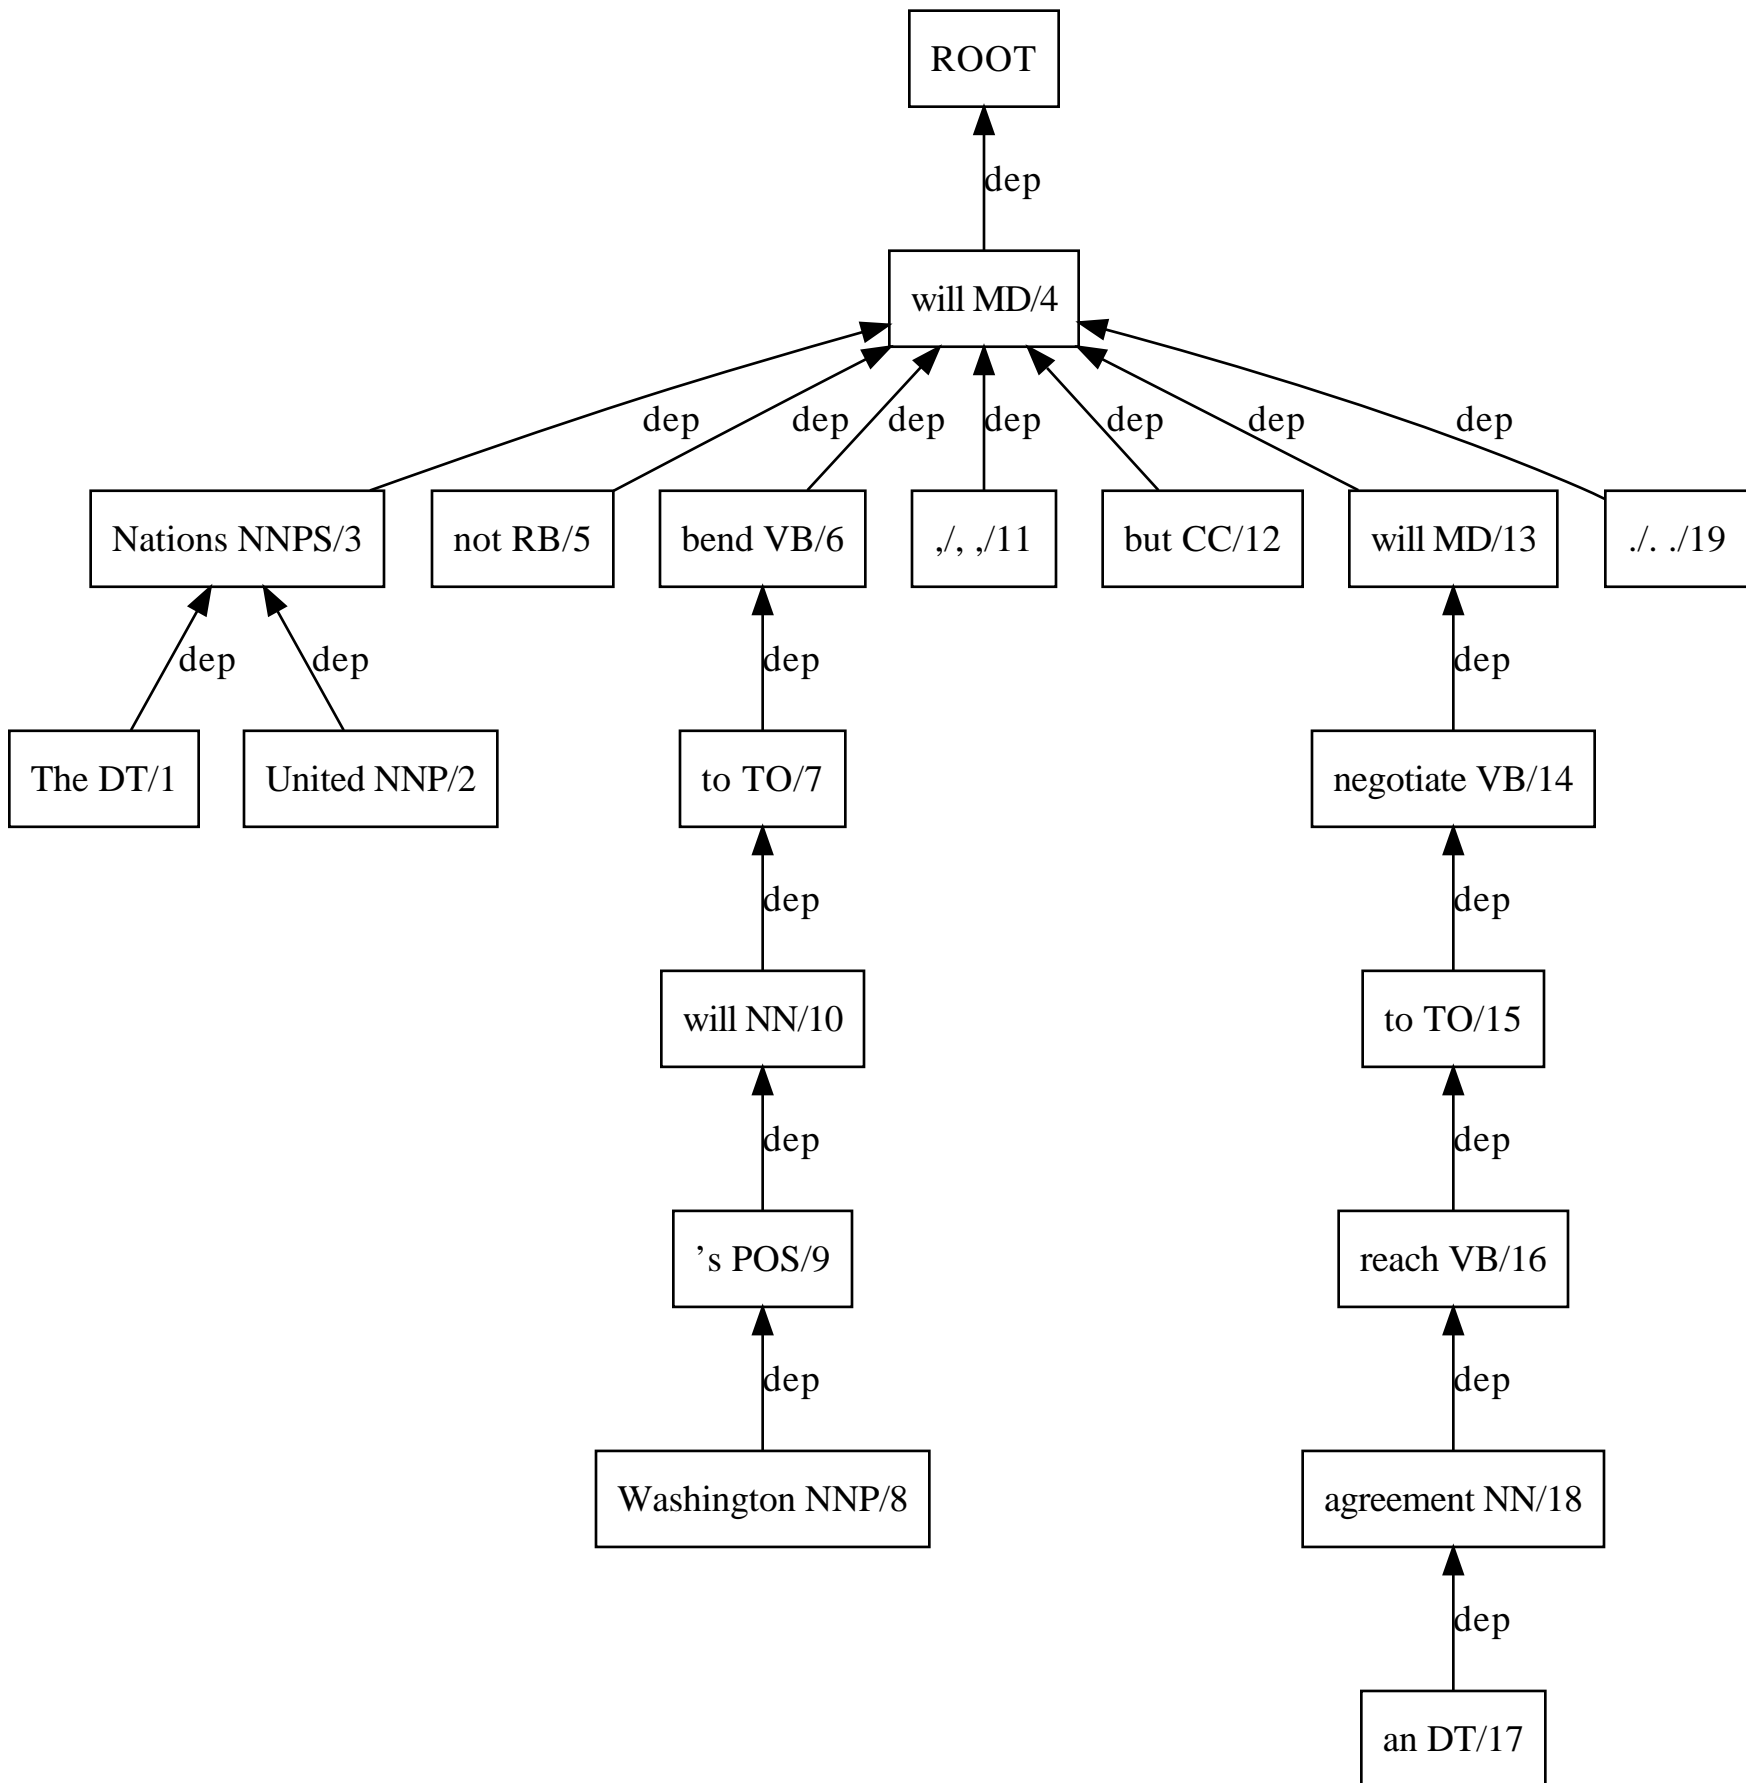 ROOT
dep
will MD/4
dep dep dep dep dep dep dep
Nations NNPS/3 not RB/5 bend VB/6 ,/, ,/11 but CC/12 will MD/13 ./. ./19
dep dep dep dep
The DT/1 United NNP/2 to TO/7 negotiate VB/14
dep dep
will NN/10 to TO/15
dep dep
’s POS/9 reach VB/16
dep dep
Washington NNP/8 agreement NN/18
dep
an DT/17